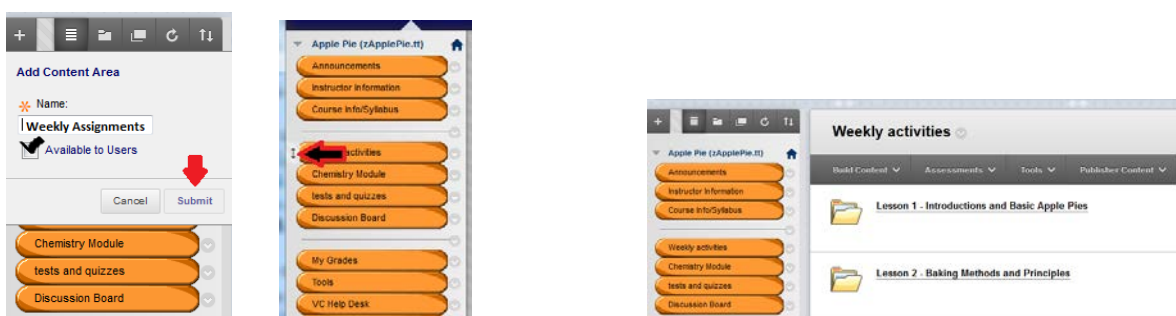 Add Content Area
Name:
Weekly Assignments
Available to Users
Cancel Submit
Chemistry Module
tests and quizzes
Discussion Board
Apple Pie (zApplePie.tt)
Announcements
Instructor Information
Course Info/Syllabus
activities
Chemistry Module
tests and quizzes
Discussion Board
My Grades
Tools
VC Help Desk
Apple Pie (zApplePie.tt)
Announcements
Instructor Information
Course Info/Syllabus
Weekly activities
Chemistry Module
tests and quizzes
Discussion Board
Weekly activities
Build Content Assessments Tools Publisher Content
Lesson 1 - Introductions and Basic Apple Pies
Lesson 2 - Baking Methods and Principles